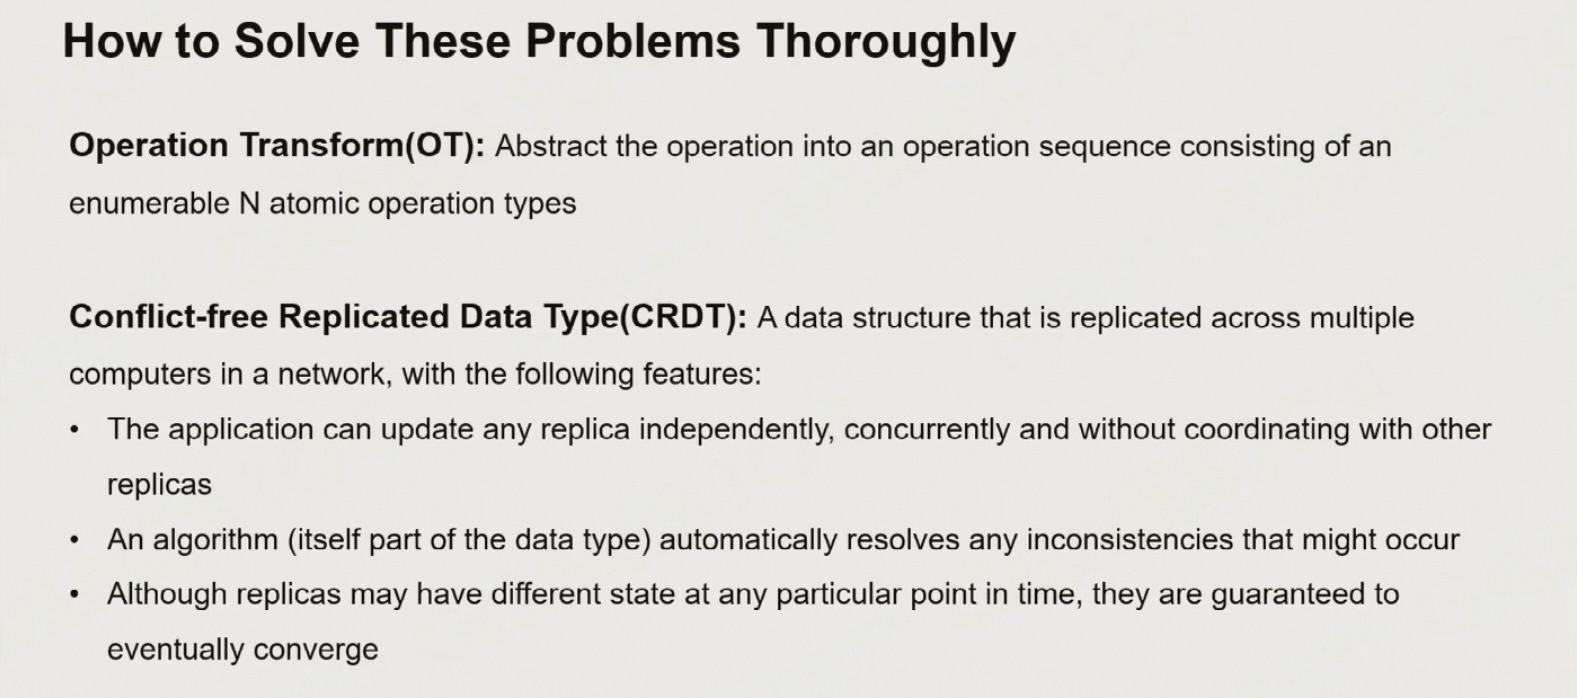 How to Solve These Problems Thoroughly
Operation Transform(OT): Abstract the operation into an operation sequence consisting of an
enumerable N atomic operation types
Conflict-free Replicated Data Type(CRDT): A data structure that is replicated across multiple
computers in a network, with the following features:
• The application can update any replica independently, concurrently and without coordinating with other
replicas
• An algorithm (itself part of the data type) automatically resolves any inconsistencies that might occur
• Although replicas may have different state at any particular point in time, they are guaranteed to
eventually converge